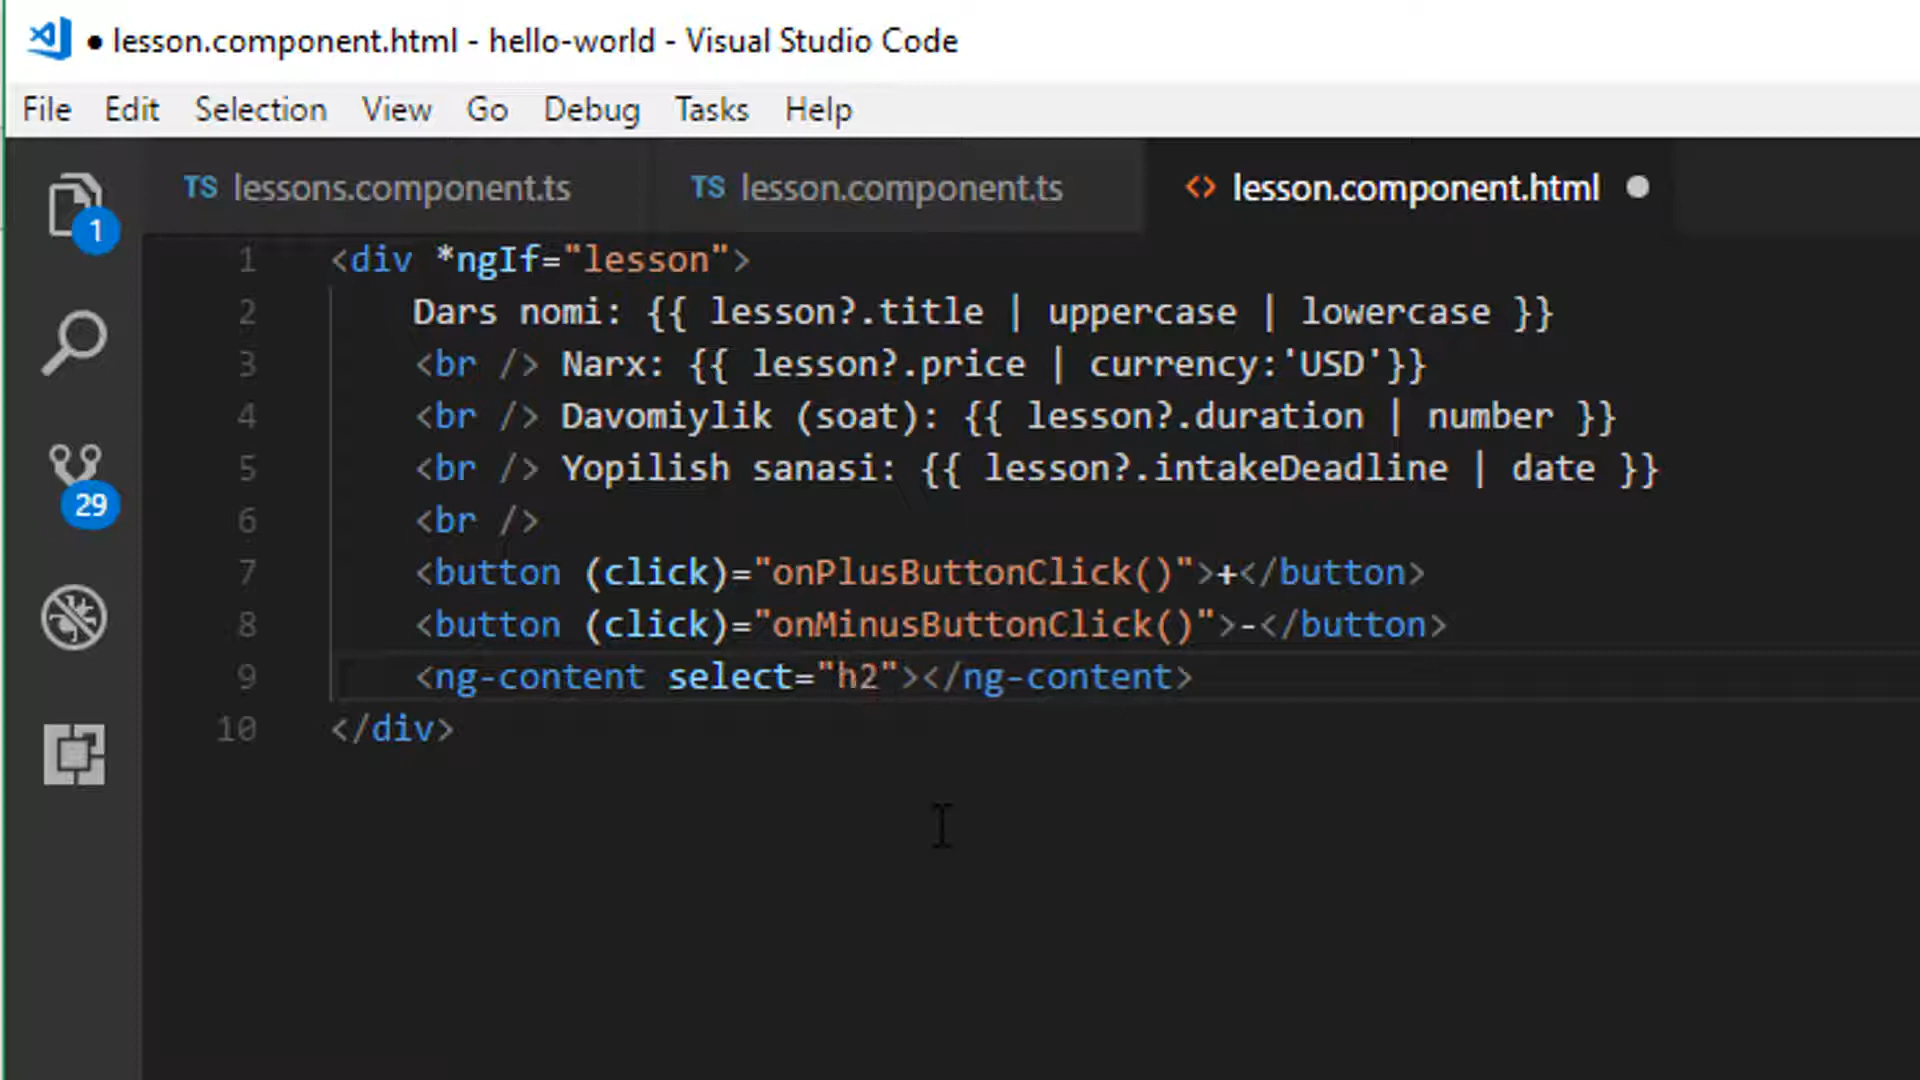 ● lesson.component.html - hello-world - Visual Studio Code
File Edit Selection View Go Debug Tasks Help
TS lessons.component.ts TS lesson.component.ts <> lesson.component.html ●
1
29
1 <div *ngIf="lesson">
2 Dars nomi: {{ lesson?.title | uppercase | lowercase }}
3 <br /> Narx: {{ lesson?.price | currency:'USD'}}
4 <br /> Davomiylik (soat): {{ lesson?.duration | number }}
5 <br /> Yopilish sanasi: {{ lesson?.intakeDeadline | date }}
6 <br />
7 <button (click)="onPlusButtonClick()">+</button>
8 <button (click)="onMinusButtonClick()">-</button>
9 <ng-content select="h2"></ng-content>
10 </div>